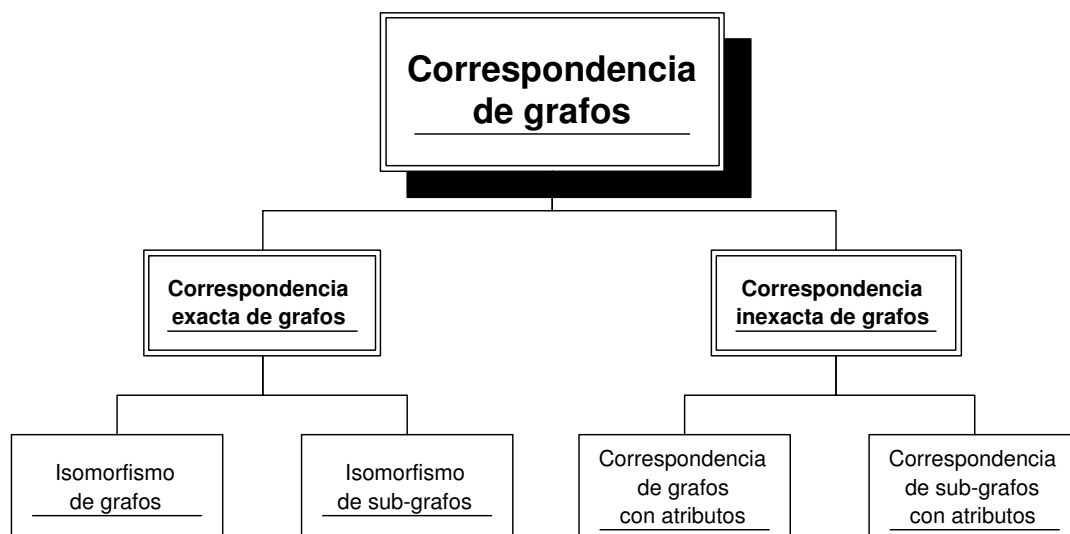 Correspondencia
de grafos
Correspondencia
exacta de grafos
Correspondencia
inexacta de grafos
Isomorfismo
de grafos
Isomorfismo
de sub-grafos
Correspondencia
de grafos
con atributos
Correspondencia
de sub-grafos
con atributos